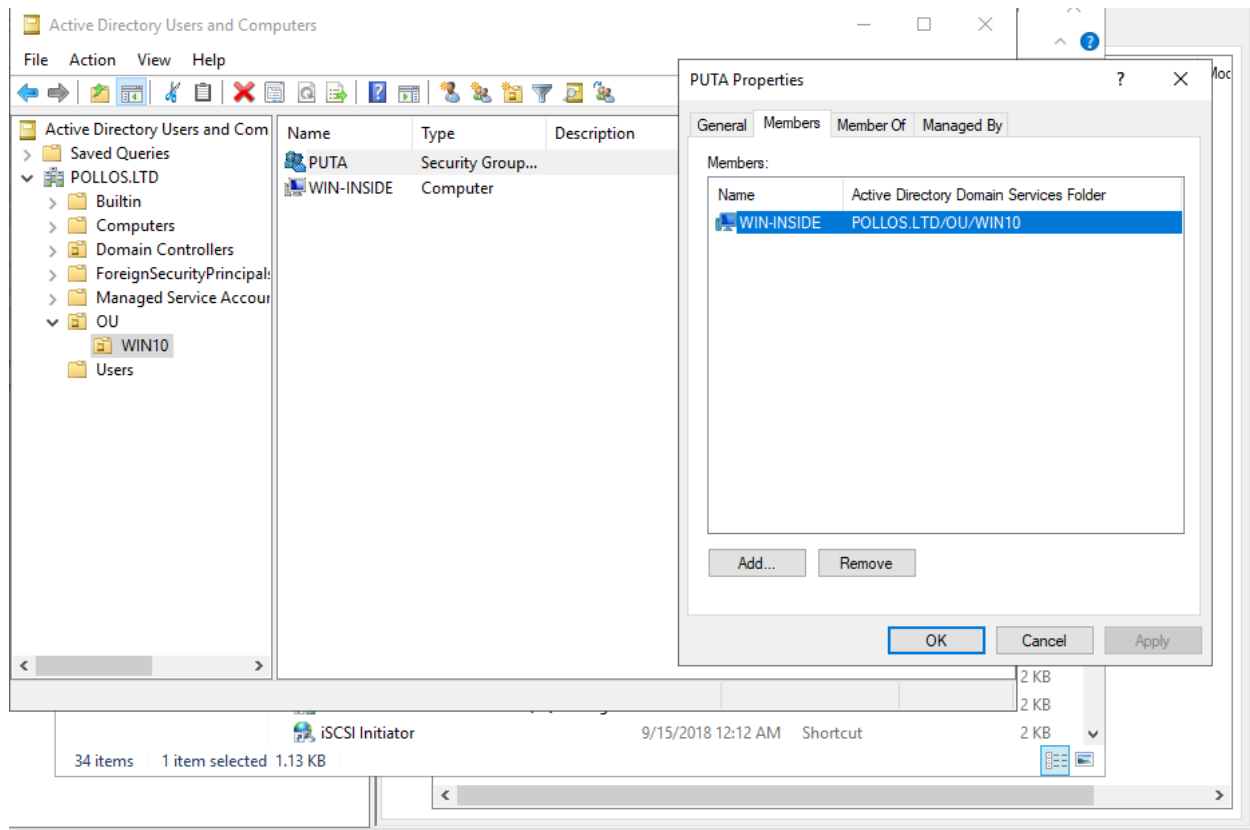 Active Directory Users and Computers
File Action View Help
Active Directory Users and Com
Saved Queries
POLLOS.LTD
Builtin
Computers
Domain Controllers
ForeignSecurityPrincipal
Managed Service Accou
OU
WIN10
Users
Name Type Description
PUTA Security Group...
WIN-INSIDE Computer
PUTA Properties
General Members Member Of Managed By
Members:
Name Active Directory Domain Services Folder
WIN-INSIDE POLLOS.LTD/OU/WIN10
Add... Remove
OK Cancel Apply
2 KB
2 KB
iSCSI Initiator 9/15/2018 12:12 AM Shortcut 2 KB
34 items 1 item selected 1.13 KB